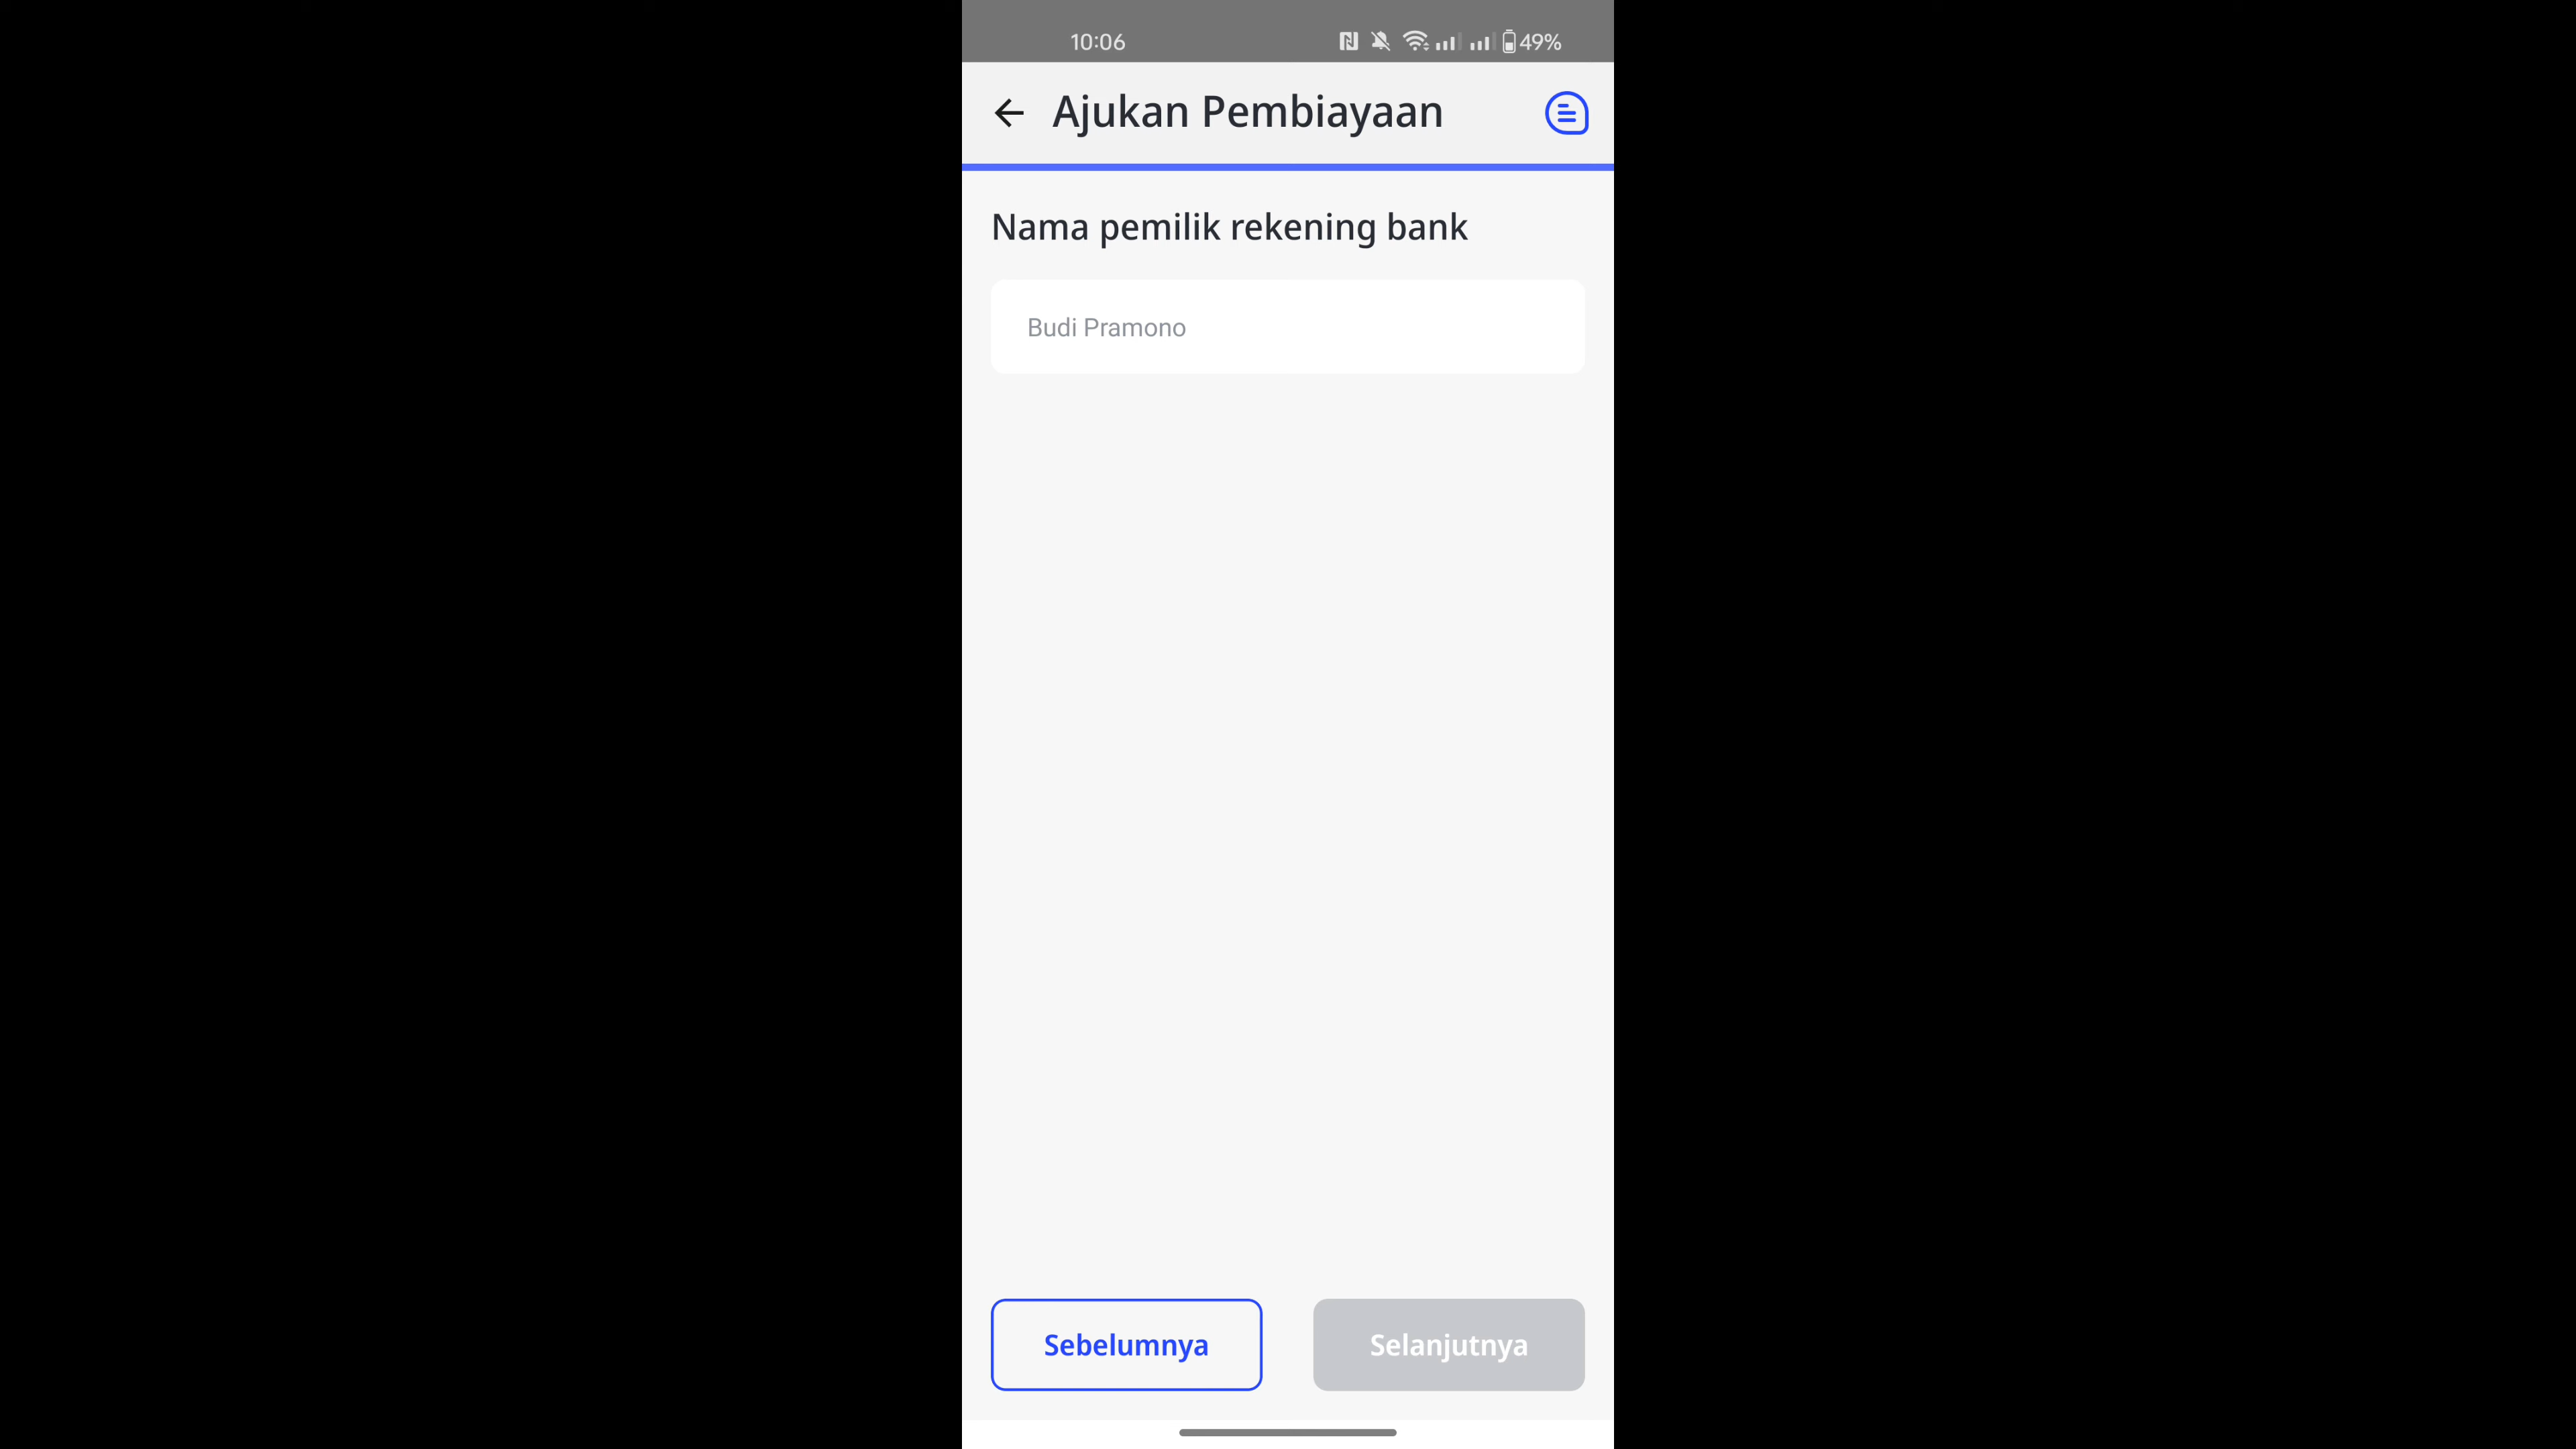 10:06
49%
Ajukan Pembiayaan
Nama pemilik rekening bank
Budi Pramono
Sebelumnya
Selanjutnya